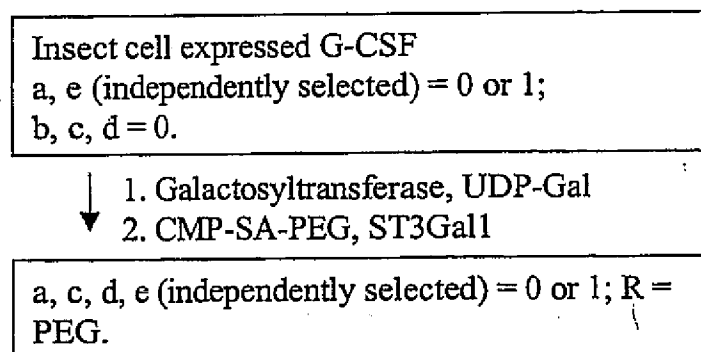 Insect cell expressed G-CSF
a, e (independently selected) = 0 or 1;
b, c, d = 0.
1. Galactosyltransferase, UDP-Gal
2. CMP-SA-PEG, ST3Gal1
a, c, d, e (independently selected) = 0 or 1; R =
PEG.